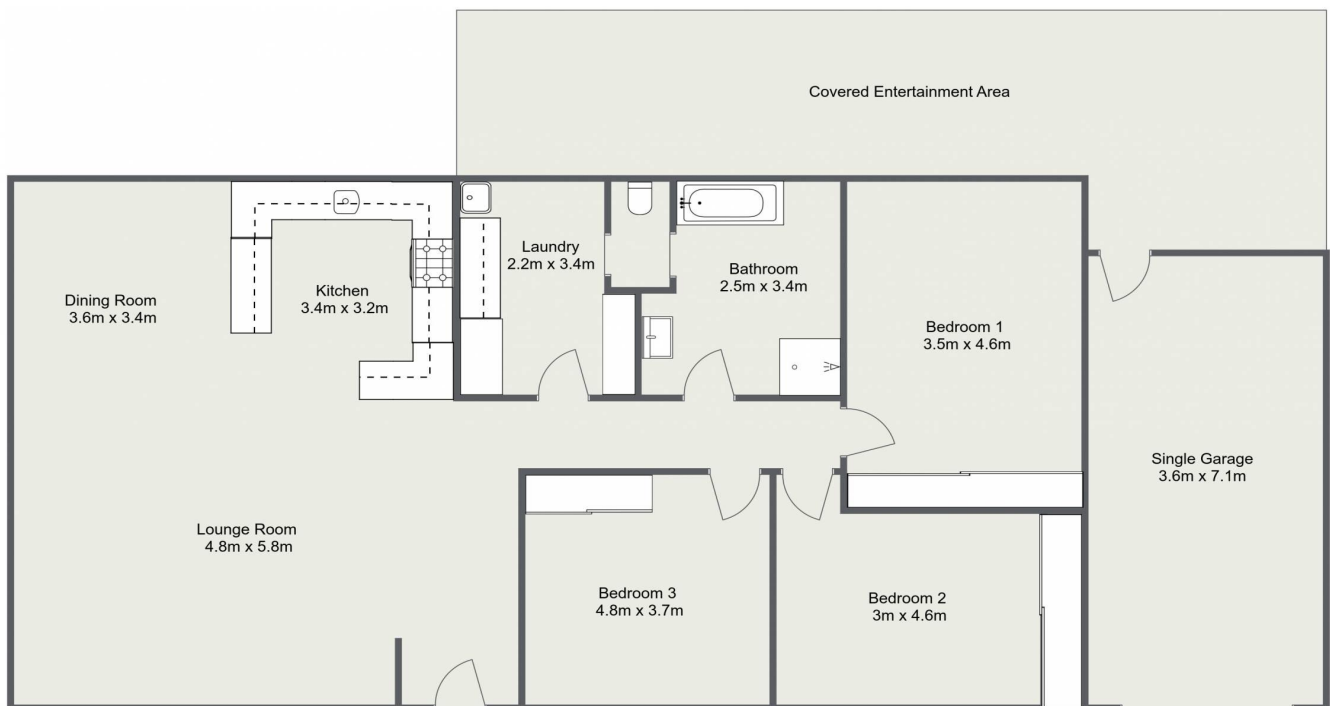 Covered Entertainment Area
Laundry
2.2m x 3.4m
Bathroom
2.5m x 3.4m
Kitchen
3.4m x 3.2m
Dining Room
3.6m x 3.4m
Bedroom 1
3.5m x 4.6m
Single Garage
3.6m x 7.1m
Lounge Room
4.8m x 5.8m
Bedroom 3
4.8m x 3.7m
Bedroom 2
3m x 4.6m